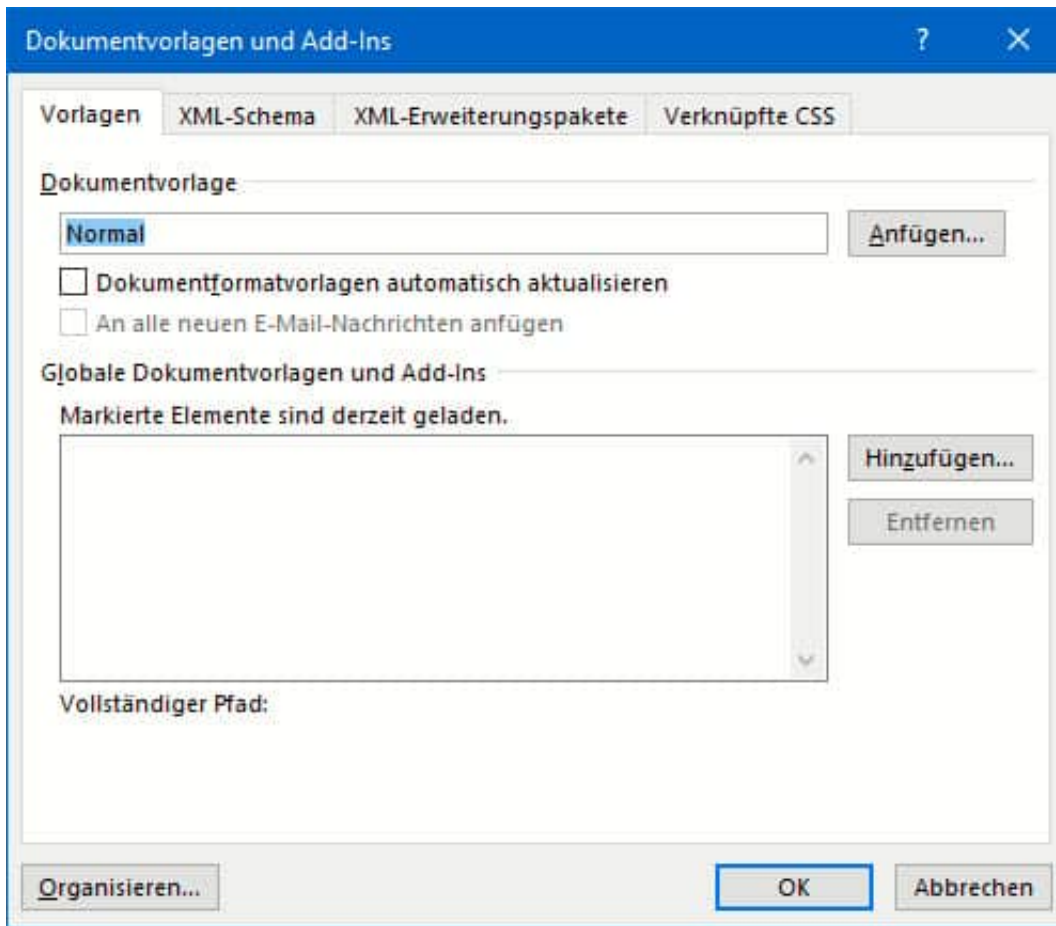 Dokumentvorlagen und Add-Ins ?
Vorlagen XML-Schema XML-Erweiterungspakete Verknüpfte CSS
Dokumentvorlage
Normal Anfügen...
Dokumentformatvorlagen automatisch aktualisieren
An alle neuen E-Mail-Nachrichten anfügen
Globale Dokumentvorlagen und Add-Ins
Markierte Elemente sind derzeit geladen.
Hinzufügen...
Entfernen
Vollständiger Pfad:
Organisieren... OK Abbrechen